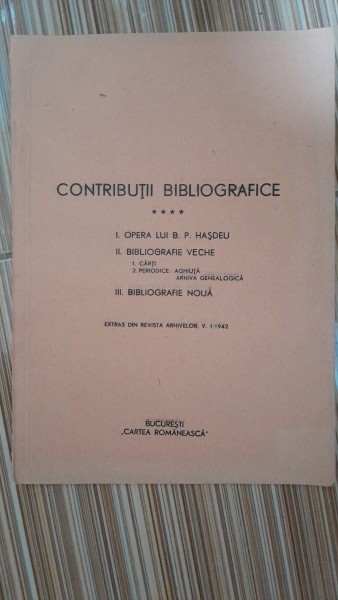 CONTRIBUȚII BIBLIOGRAFICE
****
I. OPERA LUI B. P. HAȘDEU
II. BIBLIOGRAFIE VECHE
1. CĂRȚI
2. PERIODICE: AGHIUȚĂ
ARHIVA GENEALOGICĂ
III. BIBLIOGRAFIE NOUĂ
EXTRAS DIN REVISTA ARHIVELOR, V. 1-1942
BUCUREȘTI
„CARTEA ROMÂNEASCĂ"